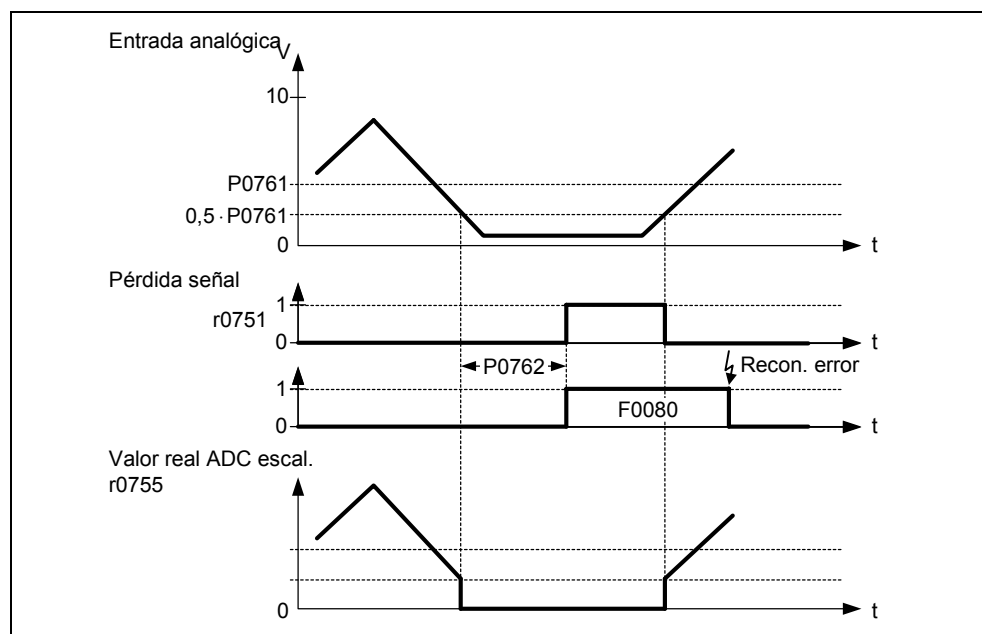 Entrada analógica
V
10
P0761
0,5 · P0761
0
t
Pérdida señal
r0751
1
0
t
P0762
Recon. error
1
0
F0080
t
Valor real ADC escal.
r0755
0
t